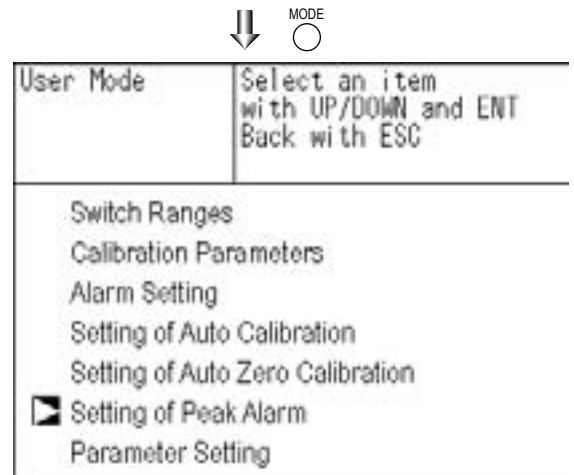 MODE
User Mode
Select an item
with UP/DOWN and ENT
Back with ESC
Switch Ranges
Calibration Parameters
Alarm Setting
Setting of Auto Calibration
Setting of Auto Zero Calibration
Setting of Peak Alarm
Parameter Setting